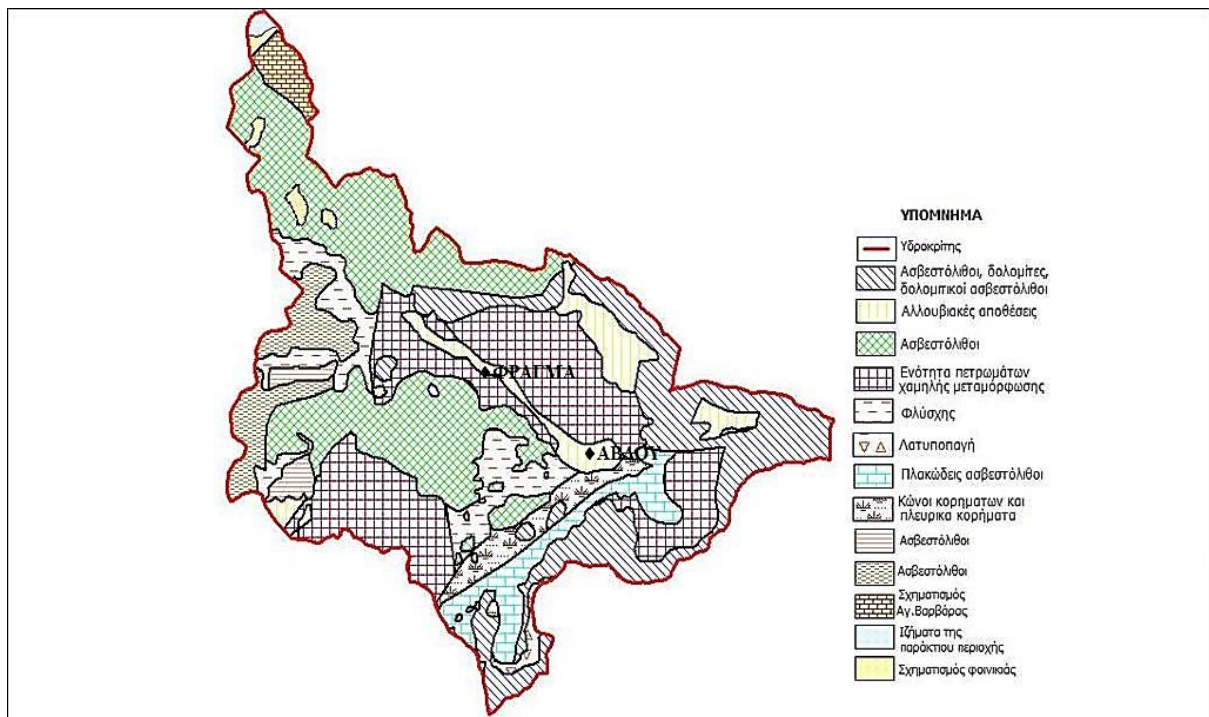 ΦΡΑΓΜΑ
ΑΒΔΟΥ
ΥΠΟΜΝΗΜΑ
Υδροκρίτης
Ασβεστόλιθοι, δολομίτες,
δολομιτικοί ασβεστόλιθοι
Αλλουβιακές αποθέσεις
Ασβεστόλιθοι
Ενότητα πετρωμάτων
χαμηλής μεταμόρφωσης
Φλύσχης
Λατυποπαγή
Πλακώδεις ασβεστόλιθοι
Κώνοι κορημάτων και
πλευρικα κορήματα
Ασβεστόλιθοι
Ασβεστόλιθοι
Σχηματισμός
Αγ.Βαρβάρας
Ιζήματα της
παράκτιου περιοχής
Σχηματισμός φοινικιάς